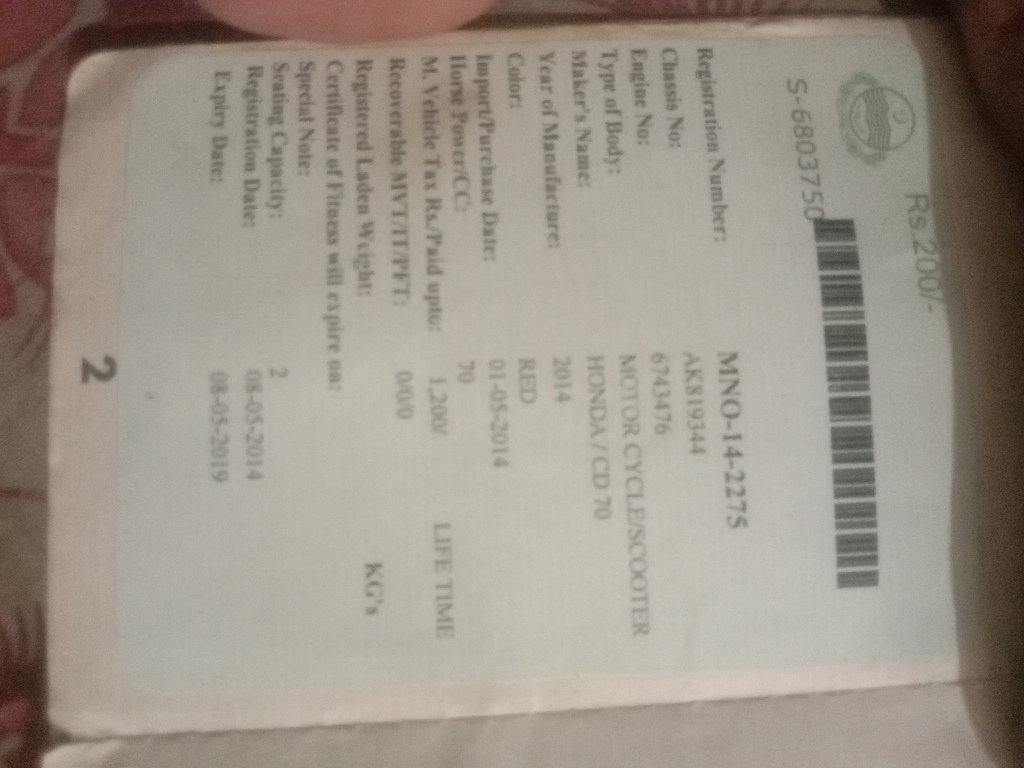 Rs.200/-
S-6803750
Registration Number: MNO-14-2275
Chasis No: AK819344
Engine No: 6743476
Type of Body: MOTOR CYCLE/SCOOTER
Maker's Name: HONDA / CD 70
Year of Manufacture: 2014
Color: RED
Import/Purchase Date: 01-05-2014
Horse Power/CC: 70
M. Vehicle Tax Rs./Paid upto: 1,200/ LIFE TIME
Recoverable MVT/IT/PFT: 0/0/0
Registered Laden Weight: KG's
Certificate of Fitness will expire on:
Special Note:
Seating Capacity: 2
Registration Date: 08-05-2014
Expiry Date: 08-05-2019
2